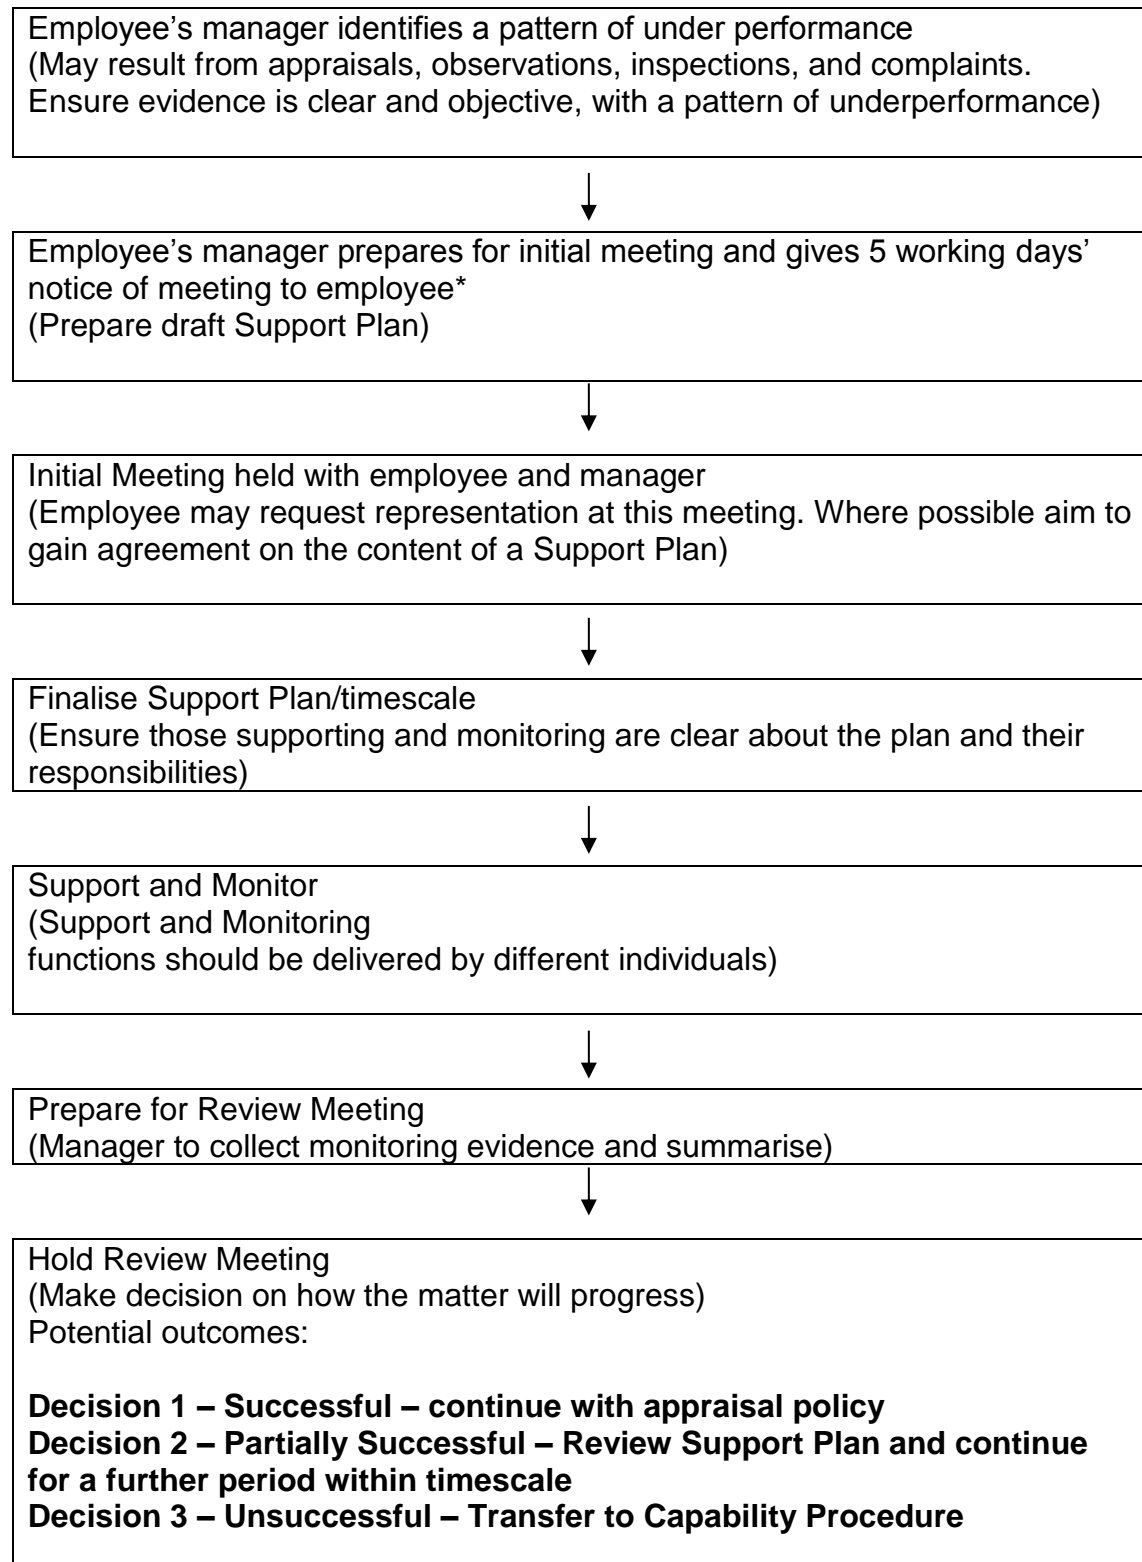 Employee’s manager identifies a pattern of under performance
(May result from appraisals, observations, inspections, and complaints.
Ensure evidence is clear and objective, with a pattern of underperformance)
Employee’s manager prepares for initial meeting and gives 5 working days’
notice of meeting to employee*
(Prepare draft Support Plan)
Initial Meeting held with employee and manager
(Employee may request representation at this meeting. Where possible aim to
gain agreement on the content of a Support Plan)
Finalise Support Plan/timescale
(Ensure those supporting and monitoring are clear about the plan and their
responsibilities)
Support and Monitor
(Support and Monitoring
functions should be delivered by different individuals)
Prepare for Review Meeting
(Manager to collect monitoring evidence and summarise)
Hold Review Meeting
(Make decision on how the matter will progress)
Potential outcomes:
Decision 1 – Successful – continue with appraisal policy
Decision 2 – Partially Successful – Review Support Plan and continue
for a further period within timescale
Decision 3 – Unsuccessful – Transfer to Capability Procedure